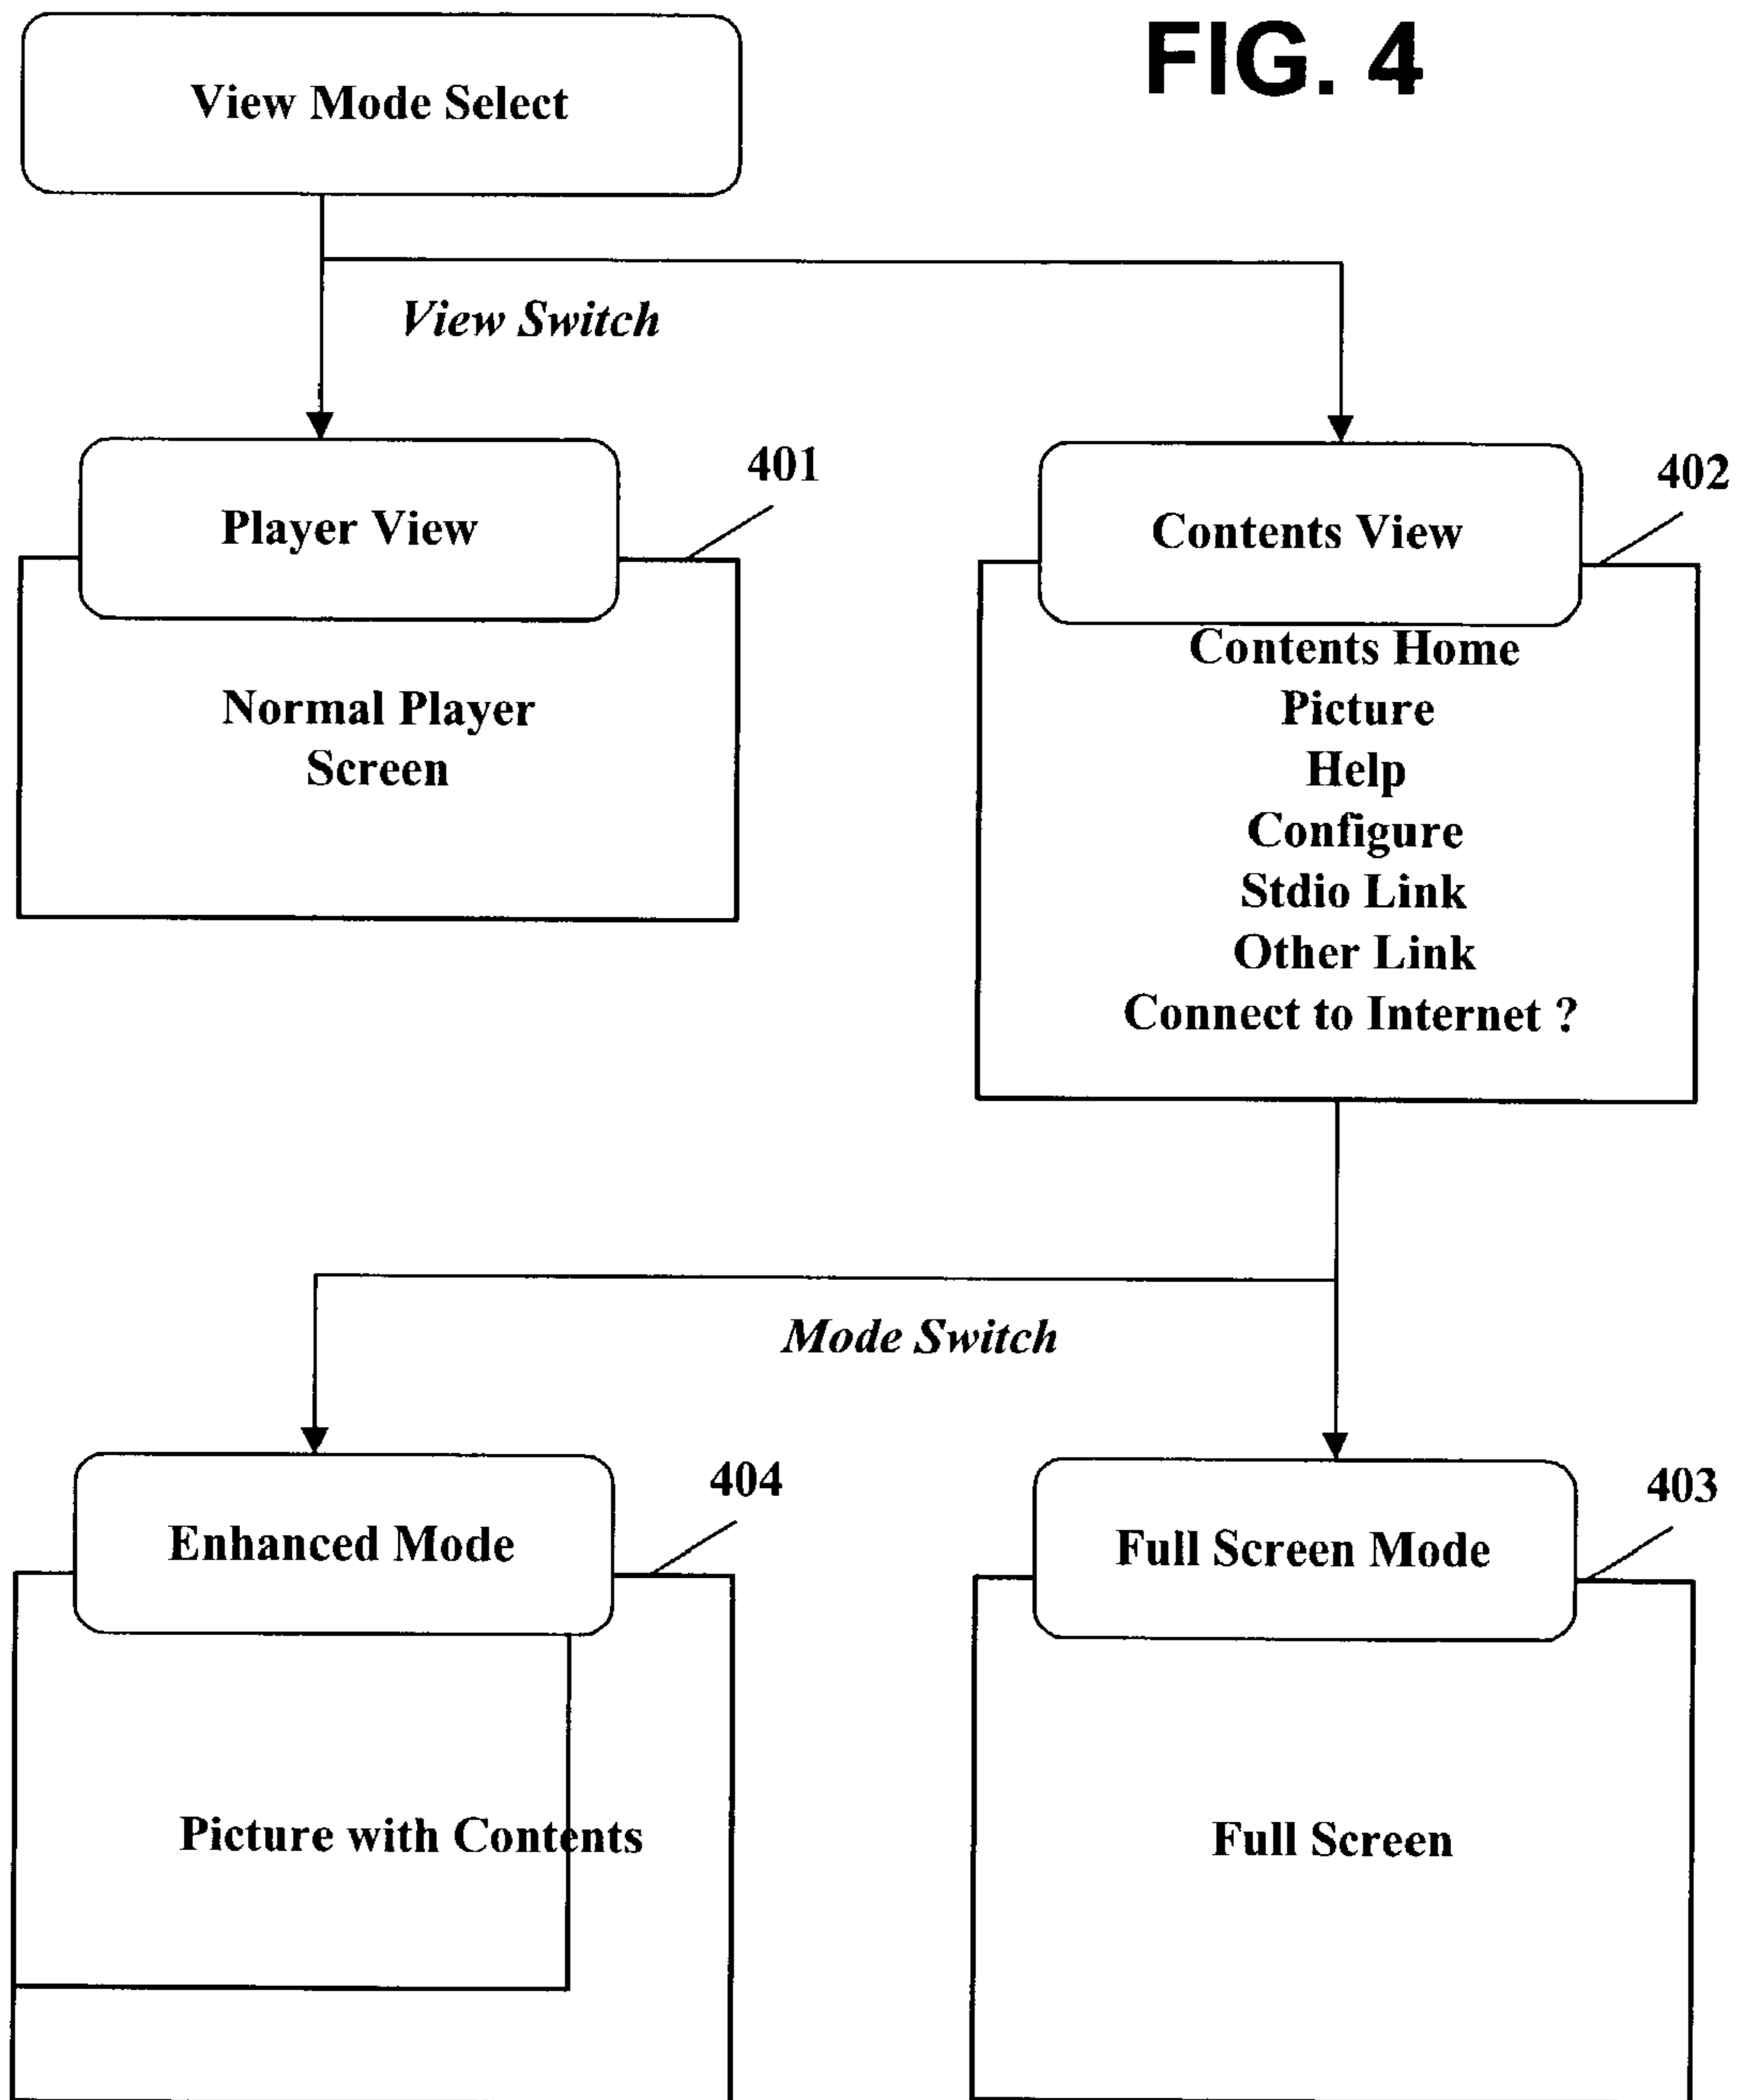 FIG. 4
View Mode Select
View Switch
401
Player View
Normal Player
Screen
402
Contents View
Contents Home
Picture
Help
Configure
Stdio Link
Other Link
Connect to Internet ?
Mode Switch
404
Enhanced Mode
Picture with Contents
403
Full Screen Mode
Full Screen